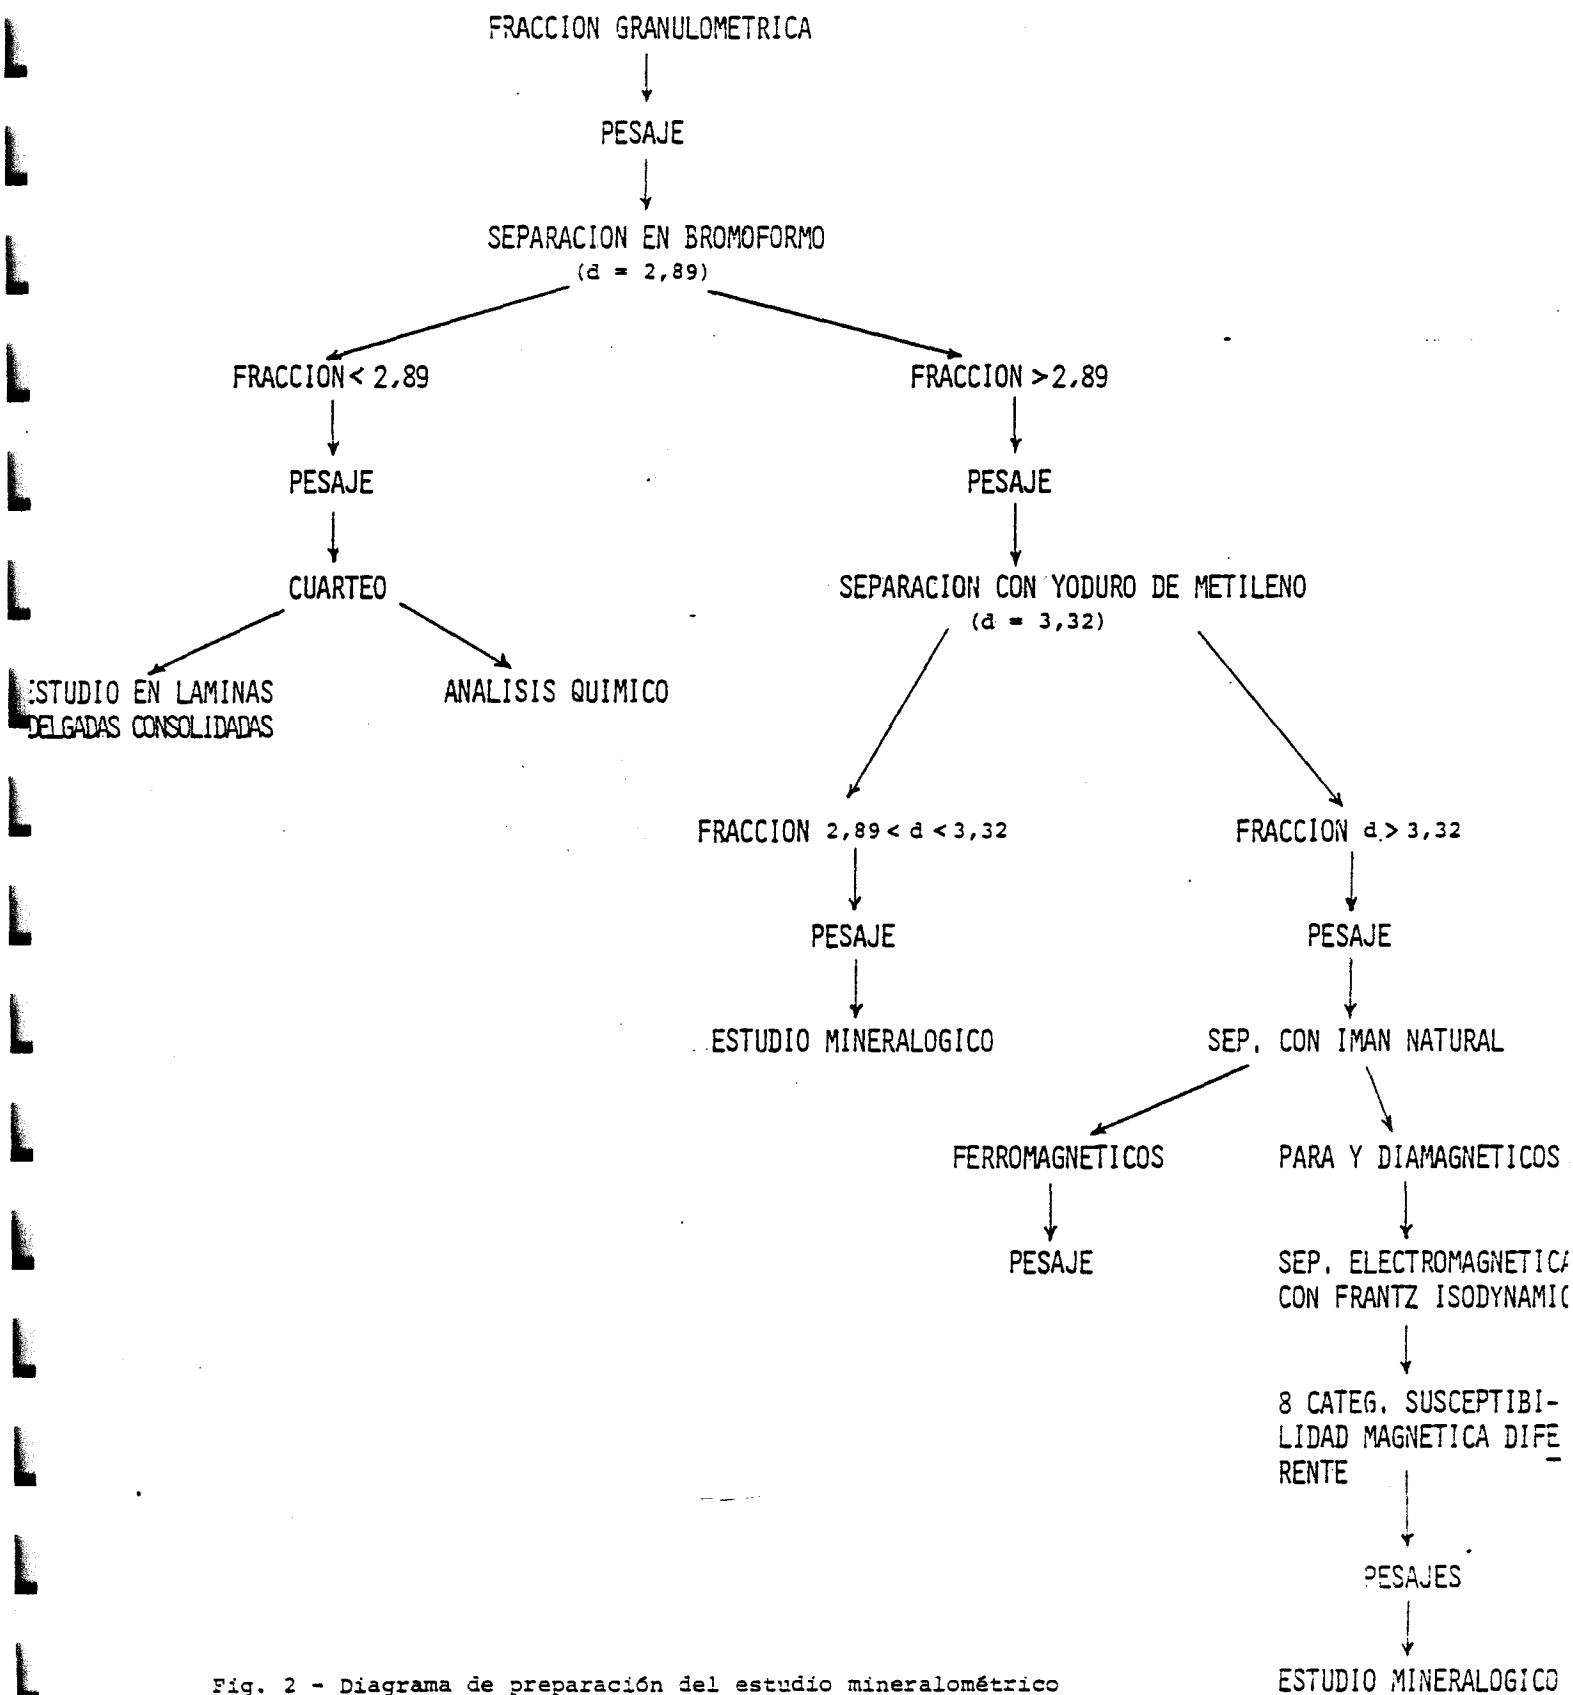 FRACCION GRANULOMETRICA
PESAJE
SEPARACION EN BROMOFORMO
(d = 2,89)
FRACCION < 2,89
FRACCION > 2,89
PESAJE
PESAJE
CUARTEO
SEPARACION CON YODURO DE METILENO
(d = 3,32)
ESTUDIO EN LAMINAS
DELGADAS CONSOLIDADAS
ANALISIS QUIMICO
FRACCION 2,89 < d < 3,32
FRACCION d > 3,32
PESAJE
PESAJE
ESTUDIO MINERALOGICO
SEP. CON IMAN NATURAL
FERROMAGNETICOS
PARA Y DIAMAGNETICOS
PESAJE
SEP. ELECTROMAGNETICA
CON FRANTZ ISODYNAMIC
8 CATEG. SUSCEPTIBI-
LIDAD MAGNETICA DIFE
RENTE
PESAJES
ESTUDIO MINERALOGICO
Fig. 2 - Diagrama de preparación del estudio mineralométrico